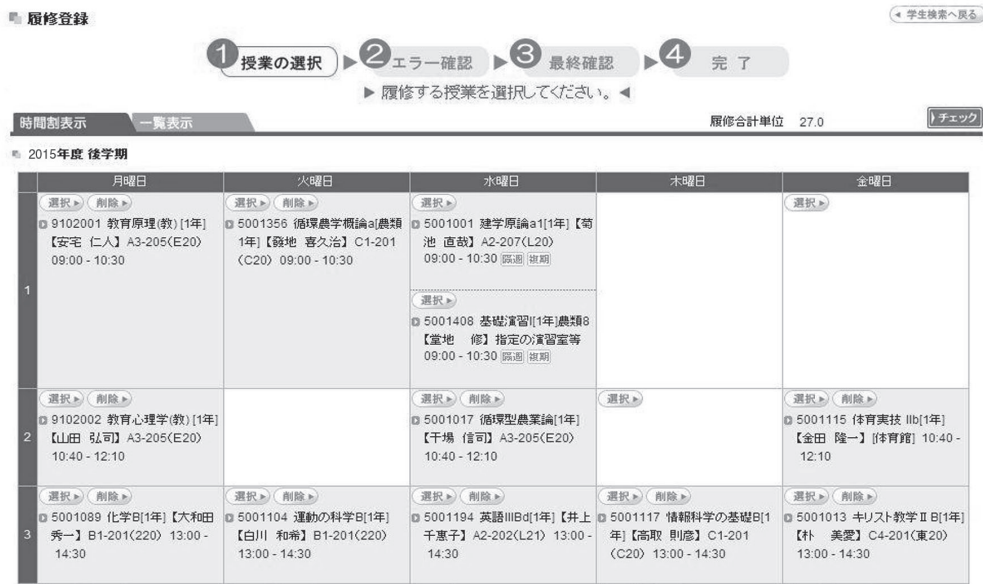 履修登録
◀ 学生検索へ戻る
1 授業の選択 ▶ 2 エラー確認 ▶ 3 最終確認 ▶ 4 完了
▶ 履修する授業を選択してください。 ◀
時間割表示 一覧表示 履修合計単位 27.0 チェック
2015年度 後学期
月曜日 火曜日 水曜日 木曜日 金曜日
1
選択▶ 削除▶
9102001 教育原理(教)[1年]
【安宅 仁人】A3-205(E20)
09:00 - 10:30
選択▶ 削除▶
5001356 循環農学概論a[農類
1年]【發地 喜久治】C1-201
(C20) 09:00 - 10:30
選択▶
5001001 建学原論a1[1年]【菊
池 直哉】A2-207(L20)
09:00 - 10:30 隔週 複期
選択▶
5001408 基礎演習I[1年]農類8
【堂地 修】指定の演習室等
09:00 - 10:30 隔週 複期
選択▶
2
選択▶ 削除▶
9102002 教育心理学(教)[1年]
【山田 弘司】A3-205(E20)
10:40 - 12:10
選択▶ 削除▶
5001017 循環型農業論[1年]
【干場 信司】A3-205(E20)
10:40 - 12:10
選択▶
選択▶ 削除▶
5001115 体育実技 IIb[1年]
【金田 隆一】[体育館] 10:40 -
12:10
3
選択▶ 削除▶
5001089 化学B[1年]【大和田
秀一】B1-201(220) 13:00 -
14:30
選択▶ 削除▶
5001104 運動の科学B[1年]
【白川 和希】B1-201(220)
13:00 - 14:30
選択▶ 削除▶
5001194 英語IIIBd[1年]【井上
千恵子】A2-202(L21) 13:00 -
14:30
選択▶ 削除▶
5001117 情報科学の基礎B[1
年]【高取 則彦】C1-201
(C20) 13:00 - 14:30
選択▶ 削除▶
5001013 キリスト教学ⅡB[1年]
【朴 美愛】C4-201(東20)
13:00 - 14:30